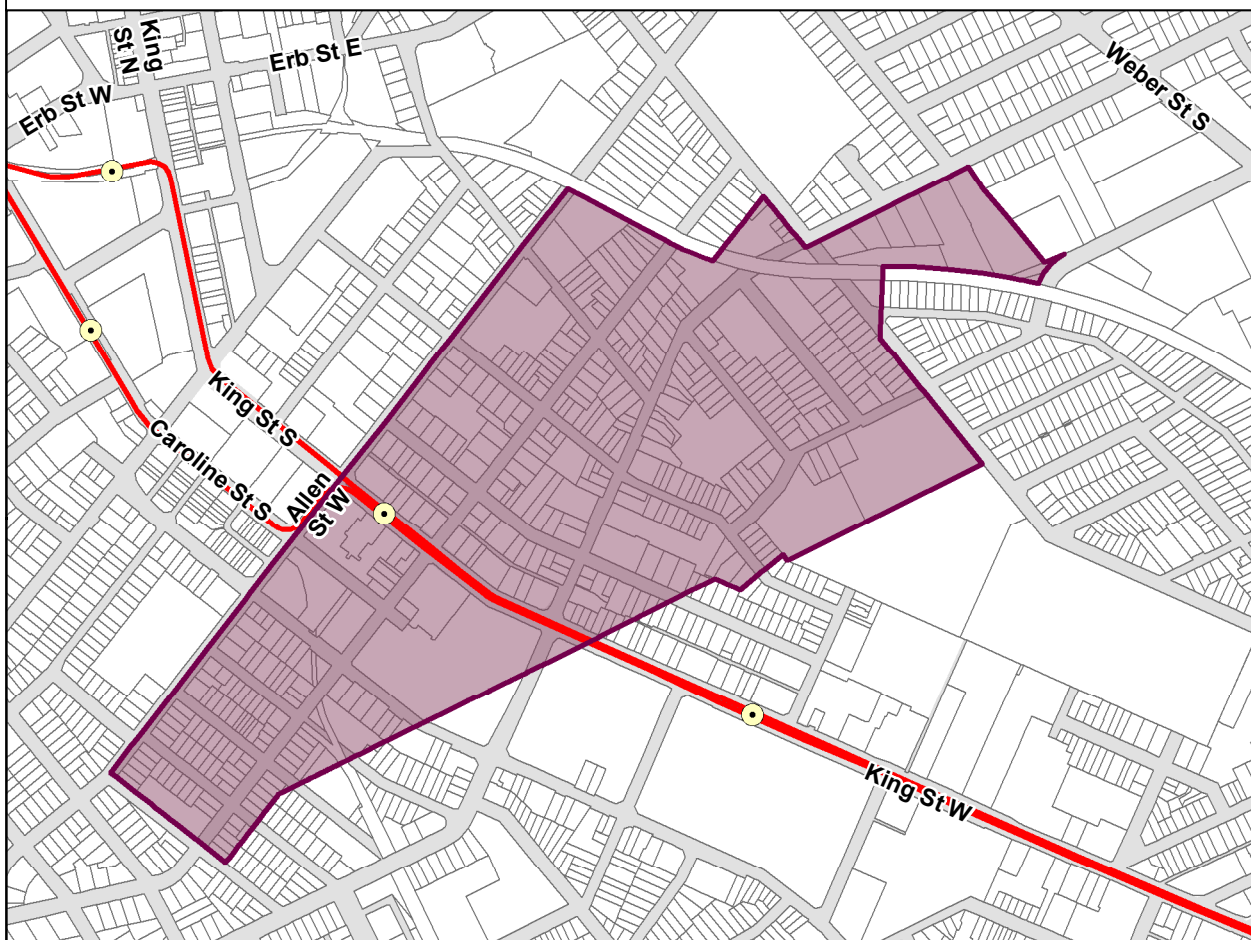 King
St N
Erb St E
Weber St S
Erb St W
King St S
Caroline St S
Allen
St W
King St W